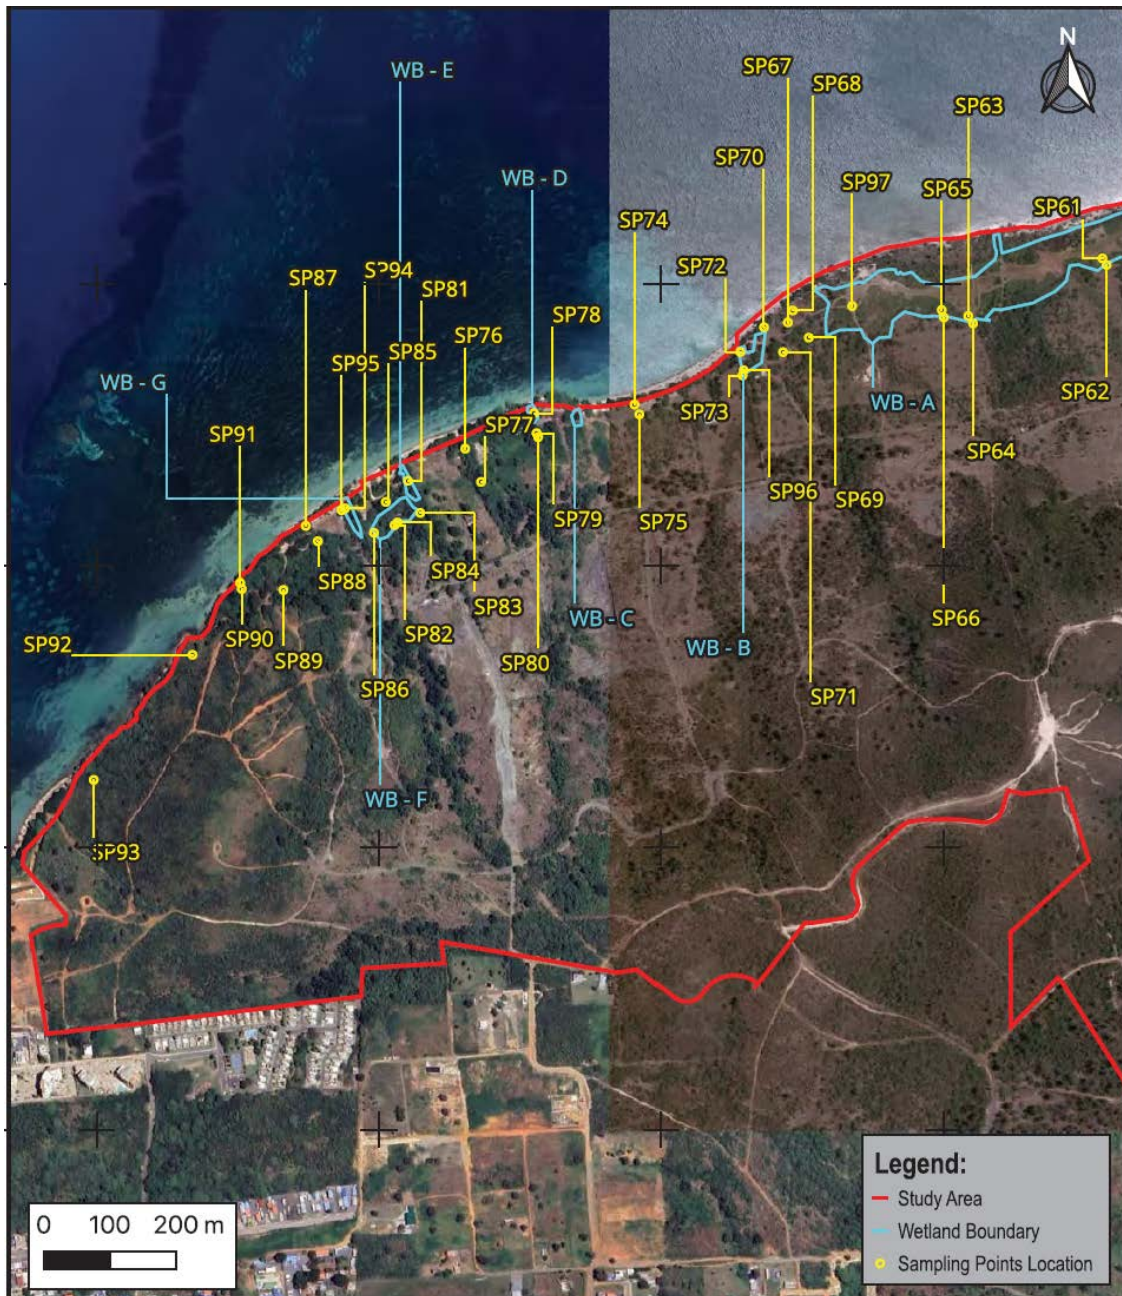 N
WB - E
SP67
SP68
SP63
SP70
WB - D
SP97
SP65
SP61
SP74
SP72
SP87
SP94
SP81
SP78
SP76
SP85
SP95
WB - G
SP62
SP73
WB - A
SP91
SP77
SP64
SP96
SP69
SP79
SP75
SP88
SP84
SP83
WB - C
SP66
SP92
SP90
SP89
SP82
SP80
WB - B
SP86
SP71
WB - F
SP93
Legend:
Study Area
Wetland Boundary
Sampling Points Location
0 100 200 m